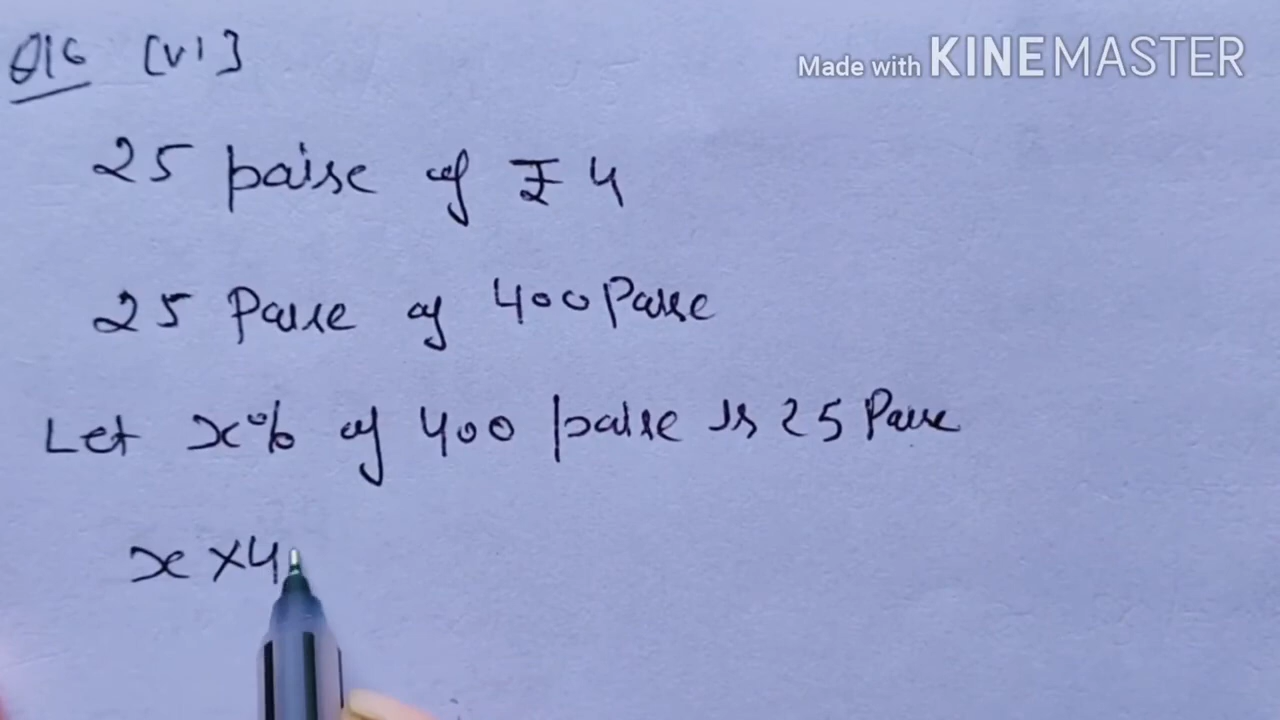 Q16 [VI]
Made with KINEMASTER
25 paise of ₹ 4
25 Paise of 400 Paise
Let x% of 400 paise is 25 Paise
x × 4